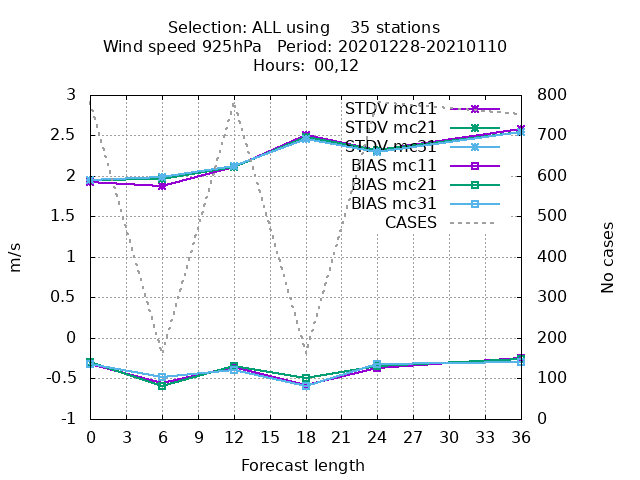 Selection: ALL using    35 stations
Wind speed 925hPa   Period: 20201228-20210110
Hours: 00,12
3
2.5
2
1.5
1
0.5
0
-0.5
-1
m/s
800
700
600
500
400
300
200
100
0
No cases
STDV mc11
STDV mc21
STDV mc31
BIAS mc11
BIAS mc21
BIAS mc31
CASES
0 3 6 9 12 15 18 21 24 27 30 33 36
Forecast length